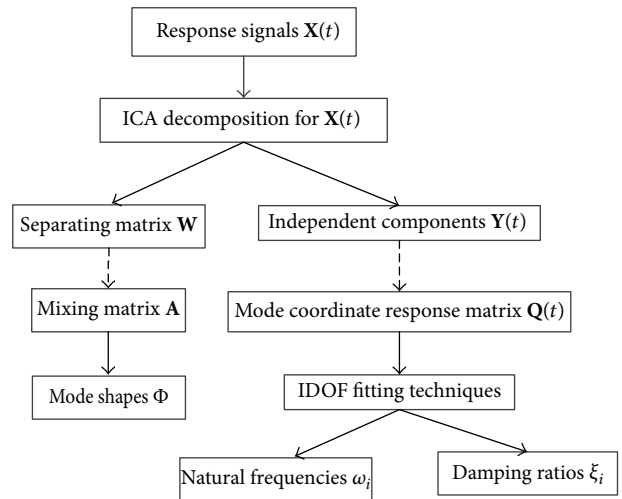 Response signals X(t)
ICA decomposition for X(t)
Separating matrix W
Independent components Y(t)
Mixing matrix A
Mode coordinate response matrix Q(t)
Mode shapes Φ
IDOF fitting techniques
Natural frequencies ωᵢ
Damping ratios ξᵢ